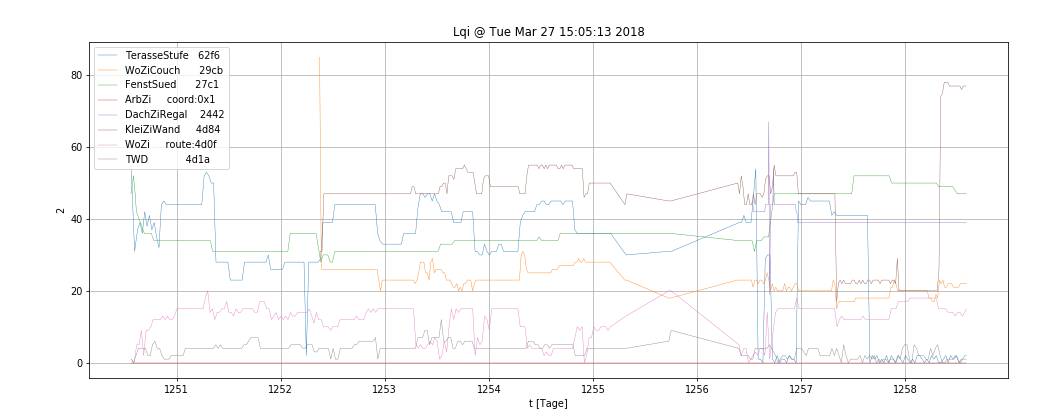 Lqi @ Tue Mar 27 15:05:13 2018
TerasseStufe 62f6
WoZiCouch 29cb
FenstSued 27c1
ArbZi coord:0x1
DachZiRegal 2442
KleiZiWand 4d84
WoZi route:4d0f
TWD 4d1a
80
60
40
20
0
2
1251 1252 1253 1254 1255 1256 1257 1258
t [Tage]